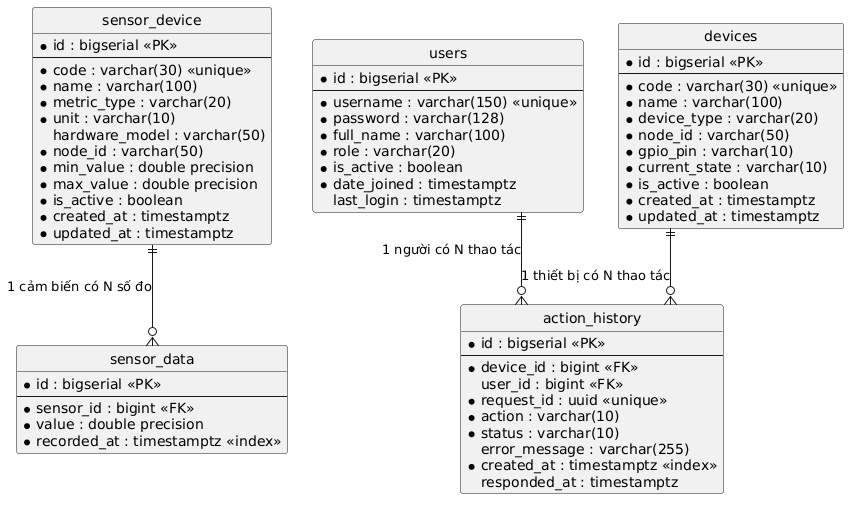 sensor_device
id : bigserial «PK»
code : varchar(30) «unique»
name : varchar(100)
metric_type : varchar(20)
unit : varchar(10)
hardware_model : varchar(50)
node_id : varchar(50)
min_value : double precision
max_value : double precision
is_active : boolean
created_at : timestamptz
updated_at : timestamptz
users
id : bigserial «PK»
username : varchar(150) «unique»
password : varchar(128)
full_name : varchar(100)
role : varchar(20)
is_active : boolean
date_joined : timestamptz
last_login : timestamptz
devices
id : bigserial «PK»
code : varchar(30) «unique»
name : varchar(100)
device_type : varchar(20)
node_id : varchar(50)
gpio_pin : varchar(10)
current_state : varchar(10)
is_active : boolean
created_at : timestamptz
updated_at : timestamptz
1 cảm biến có N số đo
1 người có N thao tác
1 thiết bị có N thao tác
sensor_data
id : bigserial «PK»
sensor_id : bigint «FK»
value : double precision
recorded_at : timestamptz «index»
action_history
id : bigserial «PK»
device_id : bigint «FK»
user_id : bigint «FK»
request_id : uuid «unique»
action : varchar(10)
status : varchar(10)
error_message : varchar(255)
created_at : timestamptz «index»
responded_at : timestamptz